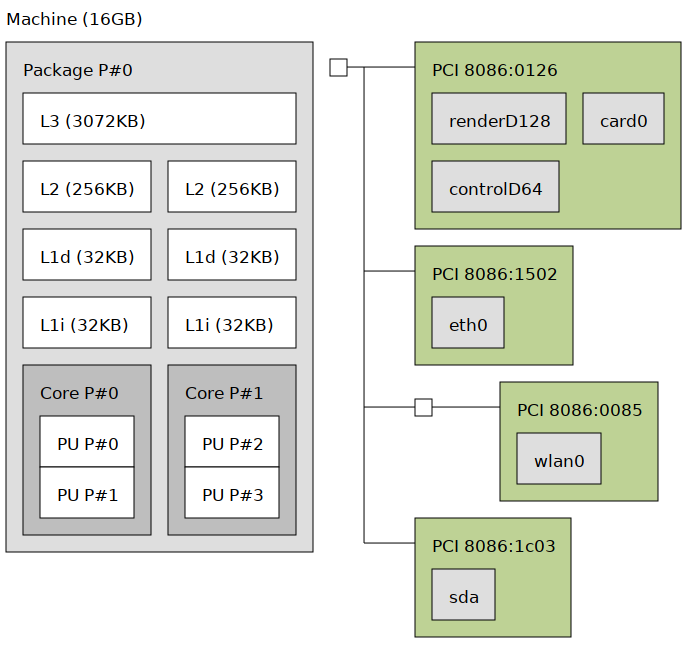 Machine (16GB)
Package P#0
L3 (3072KB)
L2 (256KB) L2 (256KB)
L1d (32KB) L1d (32KB)
L1i (32KB) L1i (32KB)
Core P#0 Core P#1
PU P#0 PU P#2
PU P#1 PU P#3
PCI 8086:0126
renderD128 card0
controlD64
PCI 8086:1502
eth0
PCI 8086:0085
wlan0
PCI 8086:1c03
sda